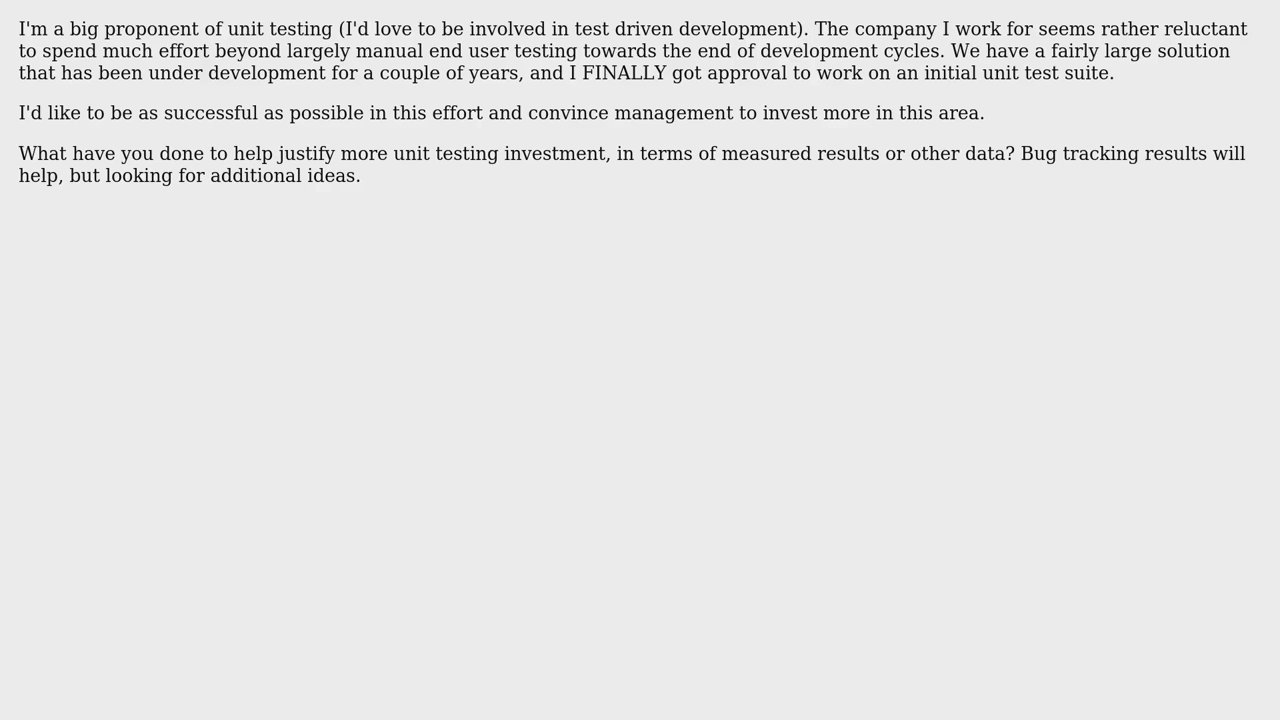 I'm a big proponent of unit testing (I'd love to be involved in test driven development). The company I work for seems rather reluctant
to spend much effort beyond largely manual end user testing towards the end of development cycles. We have a fairly large solution
that has been under development for a couple of years, and I FINALLY got approval to work on an initial unit test suite.
I'd like to be as successful as possible in this effort and convince management to invest more in this area.
What have you done to help justify more unit testing investment, in terms of measured results or other data? Bug tracking results will
help, but looking for additional ideas.